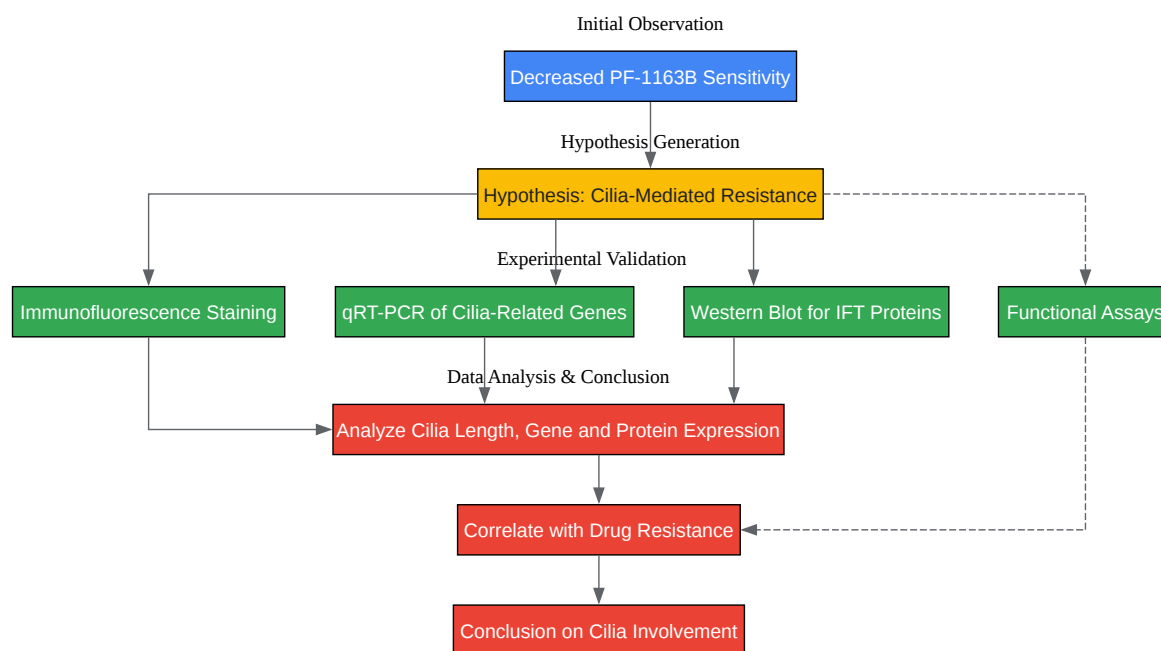 Initial Observation
Decreased PF-1163B Sensitivity
Hypothesis Generation
Hypothesis: Cilia-Mediated Resistance
Experimental Validation
Immunofluorescence Staining
qRT-PCR of Cilia-Related Genes
Western Blot for IFT Proteins
Functional Assays
Data Analysis & Conclusion
Analyze Cilia Length, Gene and Protein Expression
Correlate with Drug Resistance
Conclusion on Cilia Involvement